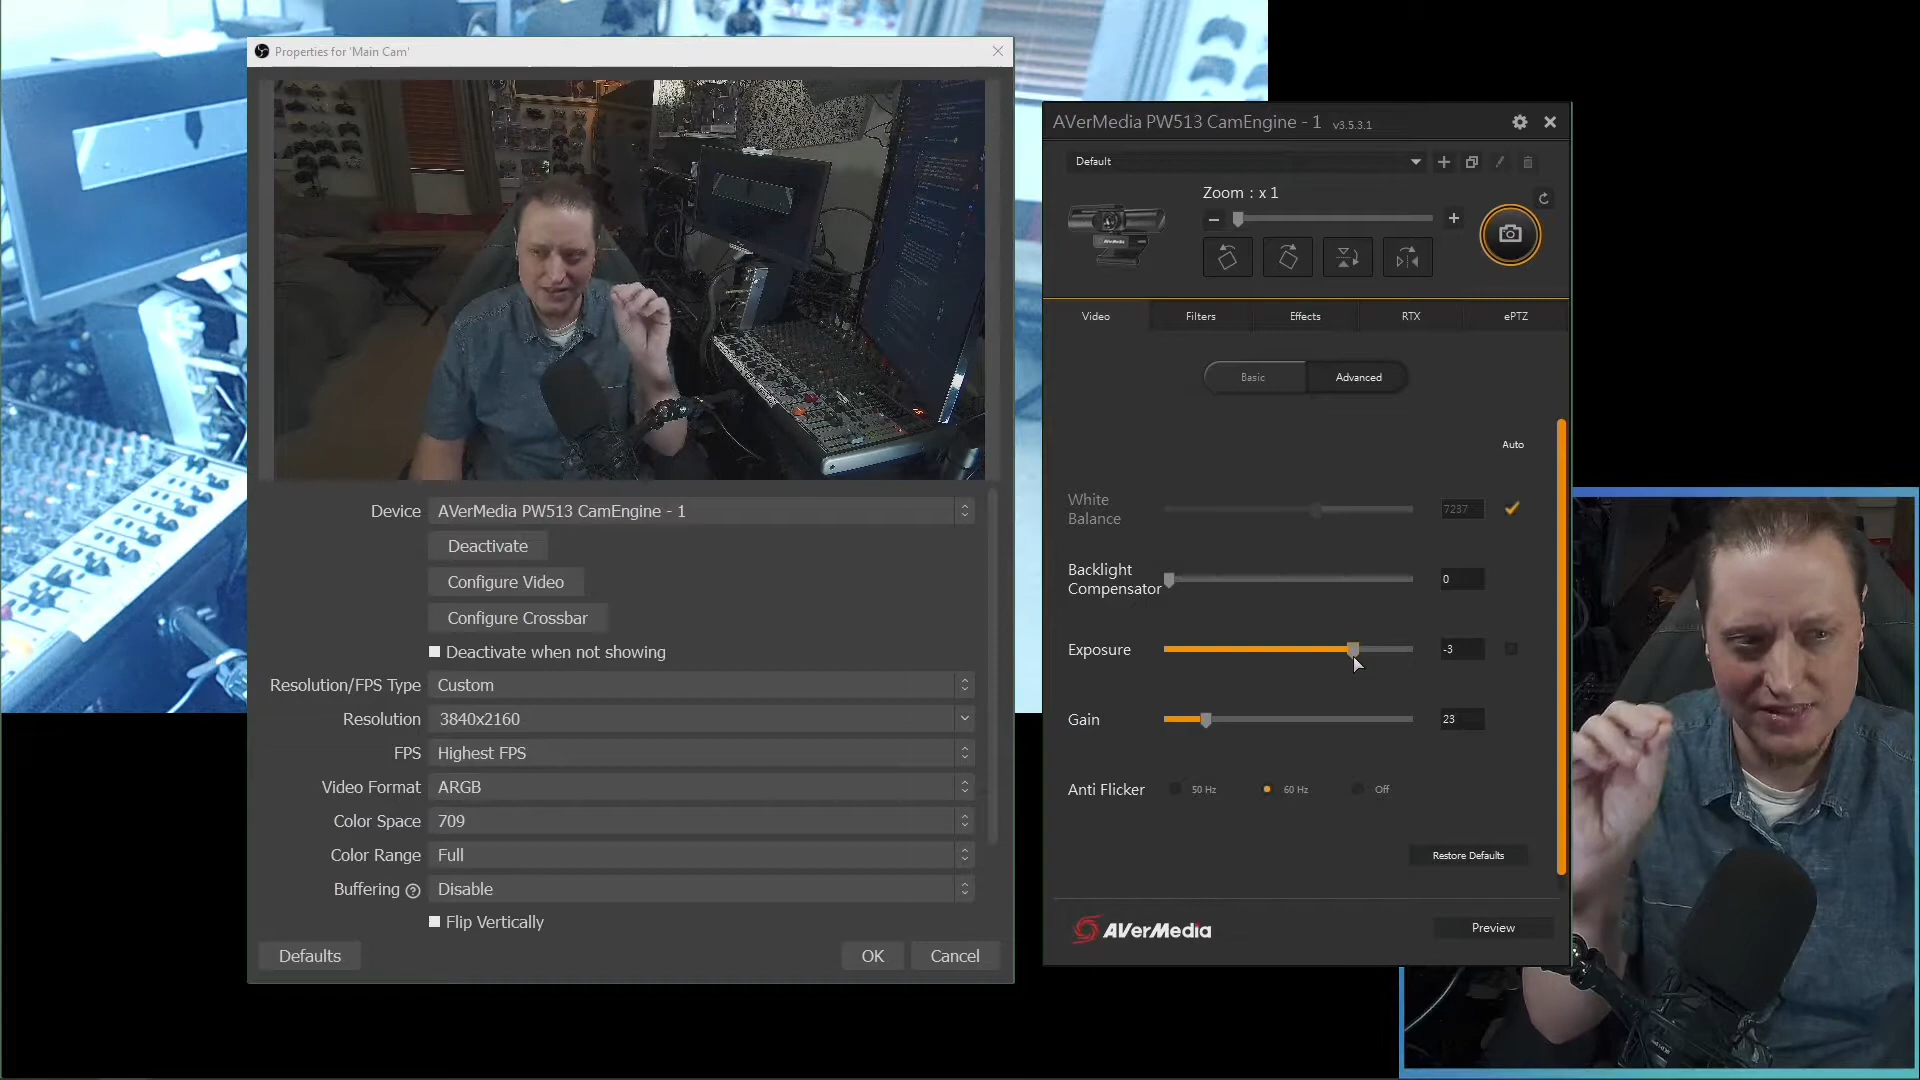 Properties for 'Main Cam'
Device
AVerMedia PW513 CamEngine - 1
Deactivate
Configure Video
Configure Crossbar
Deactivate when not showing
Resolution/FPS Type
Custom
Resolution
3840x2160
FPS
Highest FPS
Video Format
ARGB
Color Space
709
Color Range
Full
Buffering ?
Disable
Flip Vertically
Defaults
OK
Cancel
AVerMedia PW513 CamEngine - 1 v3.5.3.1
Default
Zoom : x 1
Video
Filters
Effects
RTX
ePTZ
Basic
Advanced
Auto
White
Balance
7237
Backlight
Compensator
0
Exposure
-3
Gain
23
Anti Flicker
50 Hz
60 Hz
Off
Restore Defaults
AVerMedia
Preview